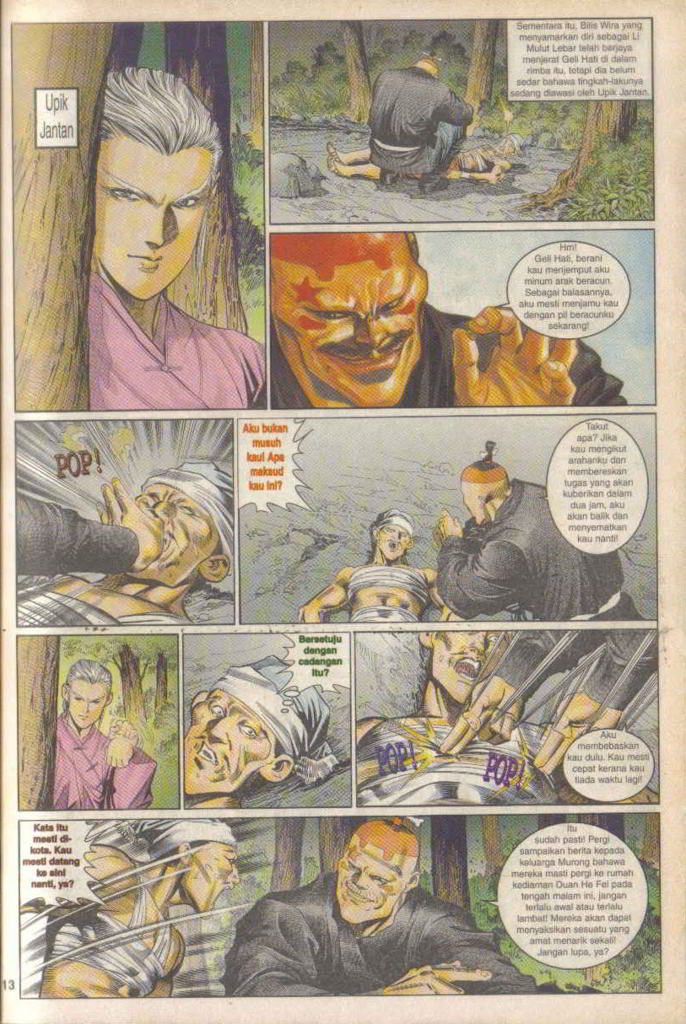 Upik
Jantan
Sementara itu, Bilis Wira yang
menyamarkan diri sebagai Li
Mulut Lebar telah berjaya
menjerat Geli Hati di dalam
rimba itu, tetapi dia belum
sedar bahawa tingkah-lakunya
sedang diawasi oleh Upik Jantan.
Hm!
Geli Hati, berani
kau menjemput aku
minum arak beracun.
Sebagai balasannya,
aku mesti menjamu kau
dengan pil beracunku
sekarang!
POP!
Aku bukan
musuh
kau! Apa
maksud
kau ini?
Takut
apa? Jika
kau mengikut
arahanku dan
membereskan
tugas yang akan
kuberikan dalam
dua jam, aku
akan balik dan
menyematkan
kau nanti!
Bersetuju
dengan
cadangan
itu?
POP!
POP!
Aku
membebaskan
kau dulu. Kau mesti
cepat kerana kau
tiada waktu lagi!
Kata itu
mesti di-
kota. Kau
mesti datang
ke sini
nanti, ya?
Itu
sudah pasti! Pergi
sampaikan berita kepada
keluarga Murong bahawa
mereka masti pergi ke rumah
kediaman Duan He Fei pada
tengah malam ini, jangan
terlalu awal atau terlalu
lambat! Mereka akan dapat
menyaksikan sesuatu yang
amat menarik sekali!
Jangan lupa, ya?
13